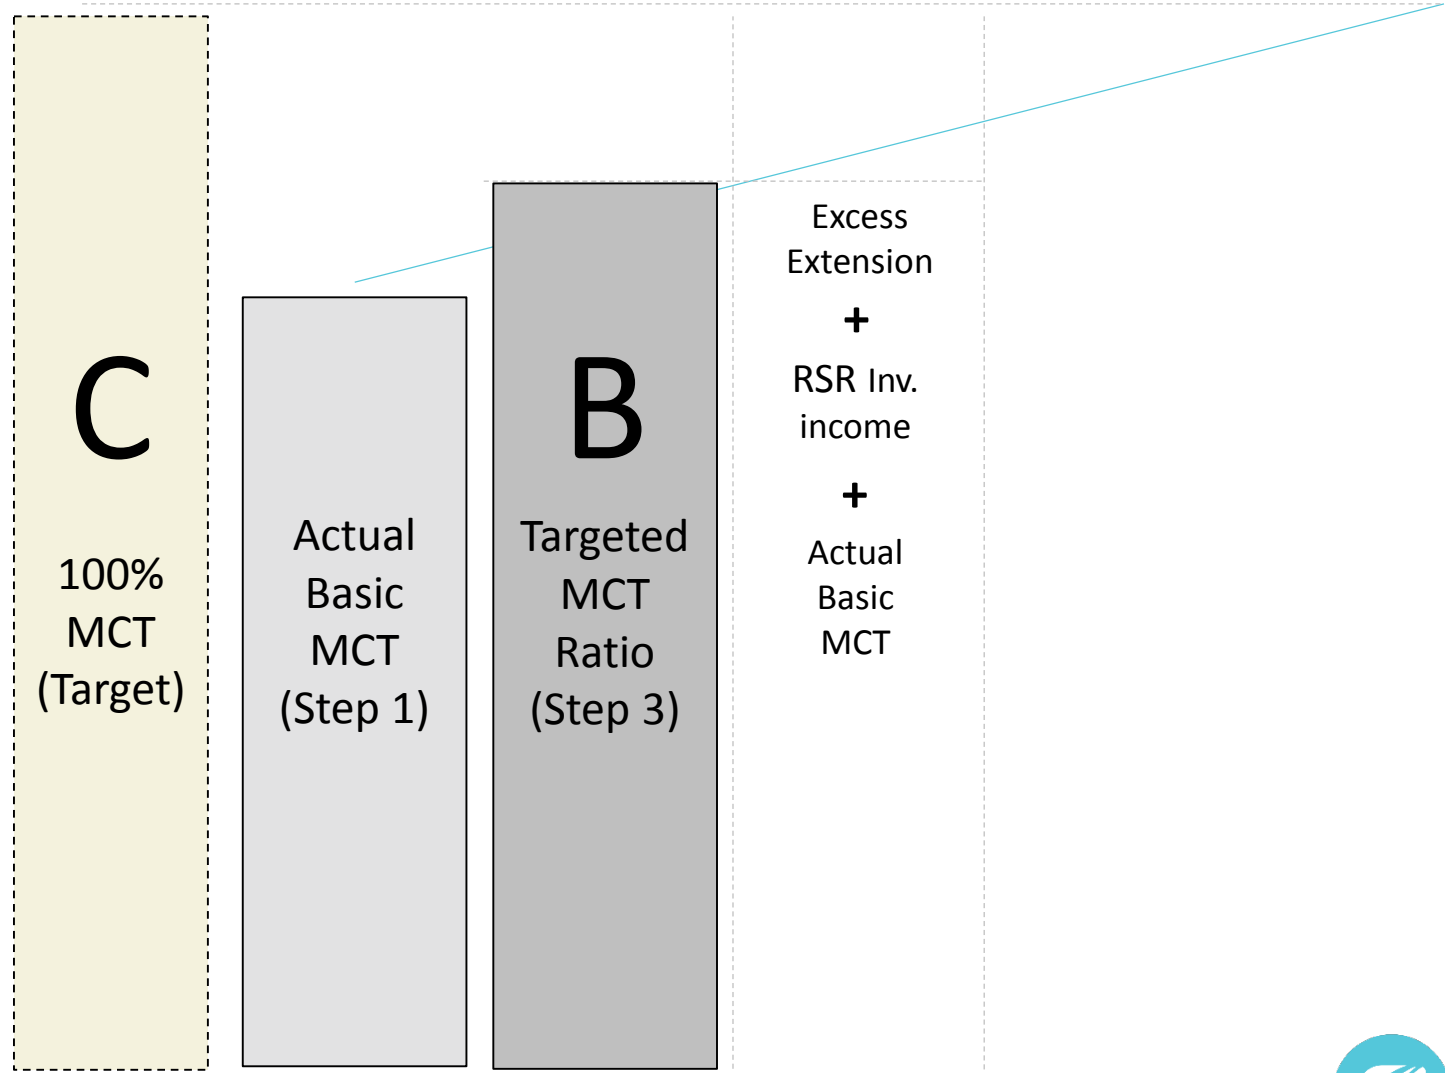 C
100%
MCT
(Target)
Actual
Basic
MCT
(Step 1)
B
Targeted
MCT
Ratio
(Step 3)
Excess
Extension
+
RSR Inv.
income
+
Actual
Basic
MCT